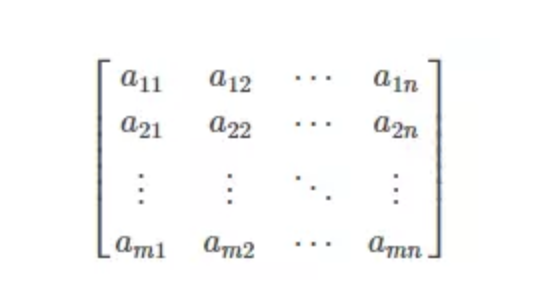 a₁₁ a₁₂ ⋯ a₁ₙ
a₂₁ a₂₂ ⋯ a₂ₙ
⋮ ⋮ ⋱ ⋮
aₘ₁ aₘ₂ ⋯ aₘₙ